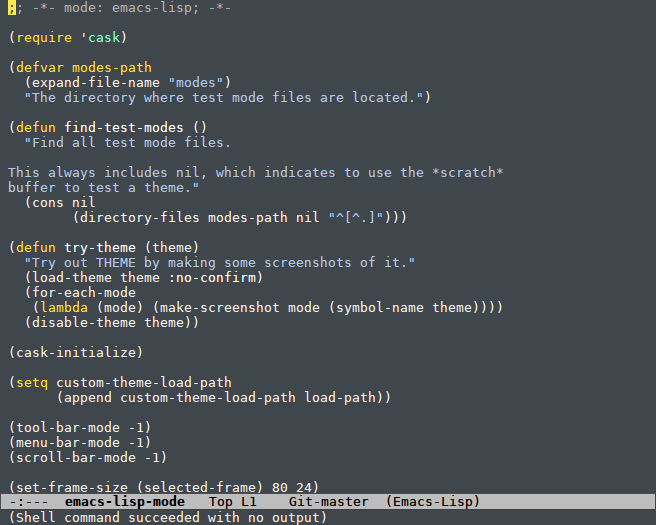 ;; -*- mode: emacs-lisp; -*-

(require 'cask)

(defvar modes-path
  (expand-file-name "modes")
  "The directory where test mode files are located.")

(defun find-test-modes ()
  "Find all test mode files.

This always includes nil, which indicates to use the *scratch*
buffer to test a theme."
  (cons nil
        (directory-files modes-path nil "^[^.]")))

(defun try-theme (theme)
  "Try out THEME by making some screenshots of it."
  (load-theme theme :no-confirm)
  (for-each-mode
   (lambda (mode) (make-screenshot mode (symbol-name theme))))
  (disable-theme theme))

(cask-initialize)

(setq custom-theme-load-path
      (append custom-theme-load-path load-path))

(tool-bar-mode -1)
(menu-bar-mode -1)
(scroll-bar-mode -1)

(set-frame-size (selected-frame) 80 24)
-:---  emacs-lisp-mode   Top L1    Git-master  (Emacs-Lisp)
(Shell command succeeded with no output)